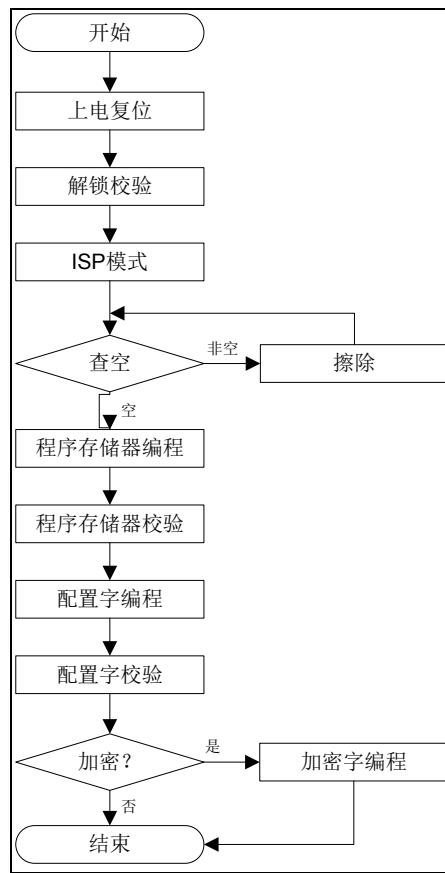 开始
上电复位
解锁校验
ISP模式
查空
非空
擦除
空
程序存储器编程
程序存储器校验
配置字编程
配置字校验
加密?
是
加密字编程
否
结束